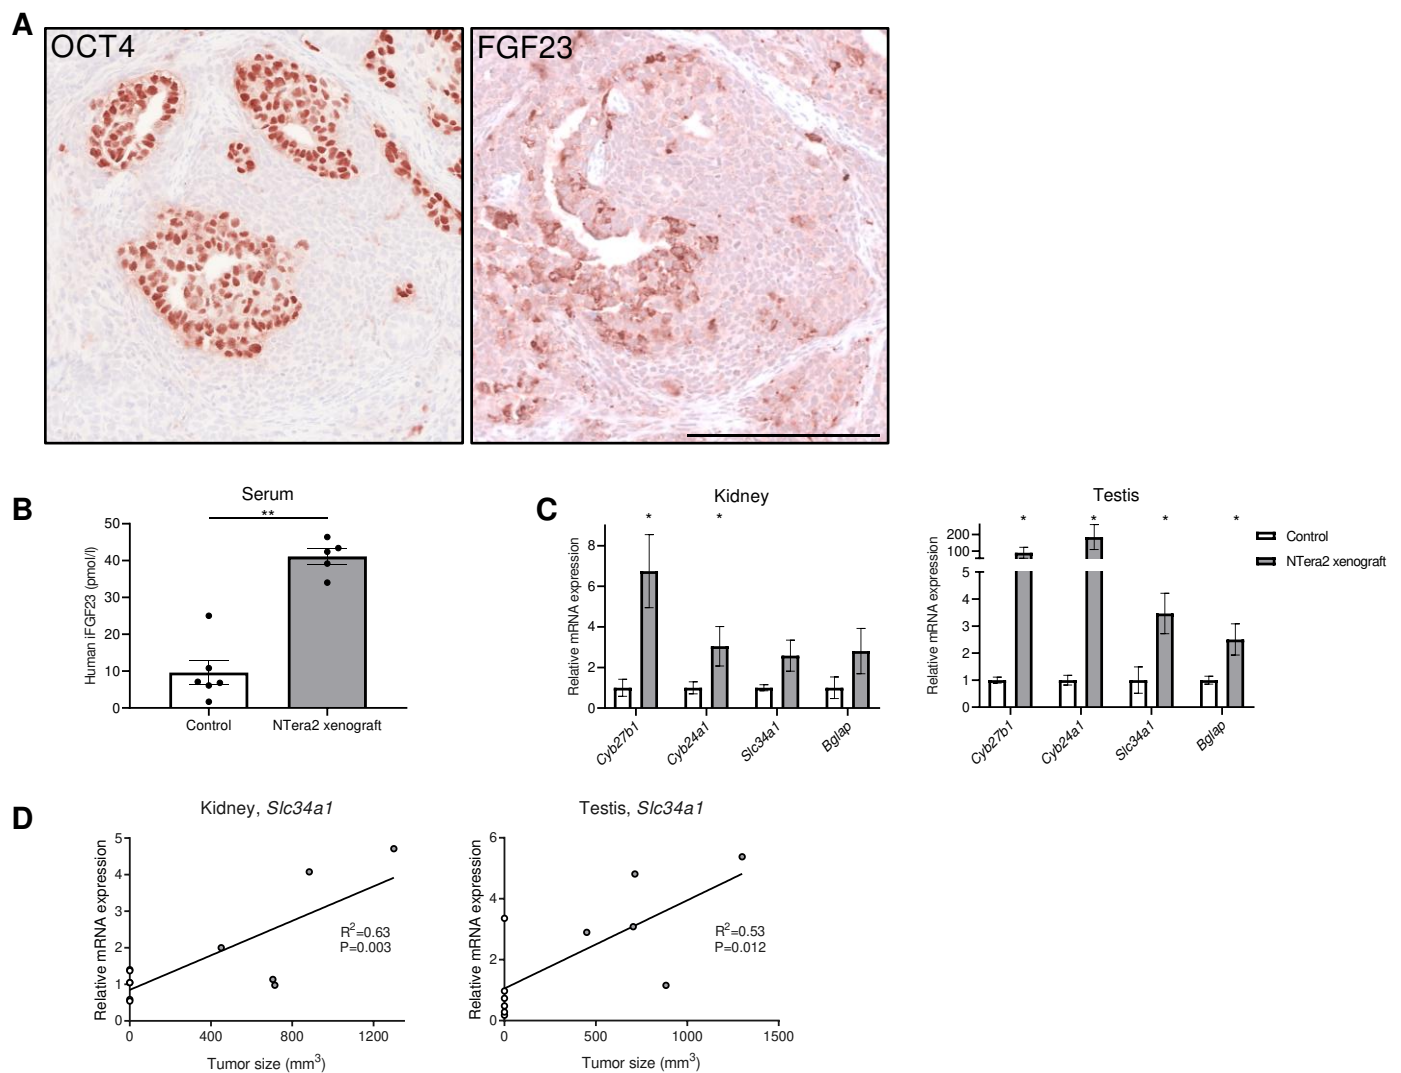 A
OCT4
FGF23
B
Serum
**
Human iFGF23 (pmol/l)
50
40
30
20
10
0
Control
NTera2 xenograft
C
Kidney
* *
Relative mRNA expression
8
6
4
2
0
Cyb27b1
Cyb24a1
Slc34a1
Bglap
Testis
* * * *
Relative mRNA expression
200
100
5
4
3
2
1
0
Cyb27b1
Cyb24a1
Slc34a1
Bglap
Control
NTera2 xenograft
D
Kidney, Slc34a1
Relative mRNA expression
5
4
3
2
1
0
R²=0.63
P=0.003
0 400 800 1200
Tumor size (mm³)
Testis, Slc34a1
Relative mRNA expression
6
4
2
0
R²=0.53
P=0.012
0 500 1000 1500
Tumor size (mm³)